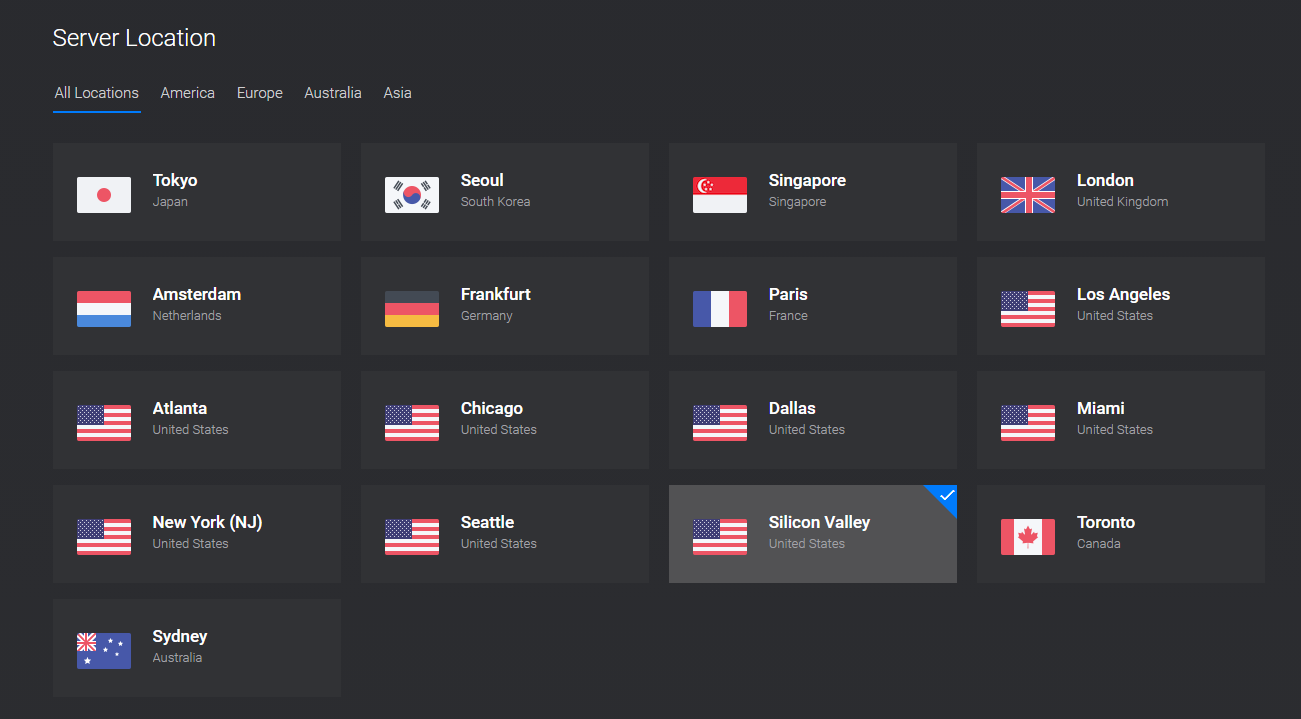 Server Location
All Locations America Europe Australia Asia
Tokyo
Japan
Seoul
South Korea
Singapore
Singapore
London
United Kingdom
Amsterdam
Netherlands
Frankfurt
Germany
Paris
France
Los Angeles
United States
Atlanta
United States
Chicago
United States
Dallas
United States
Miami
United States
New York (NJ)
United States
Seattle
United States
Silicon Valley
United States
Toronto
Canada
Sydney
Australia